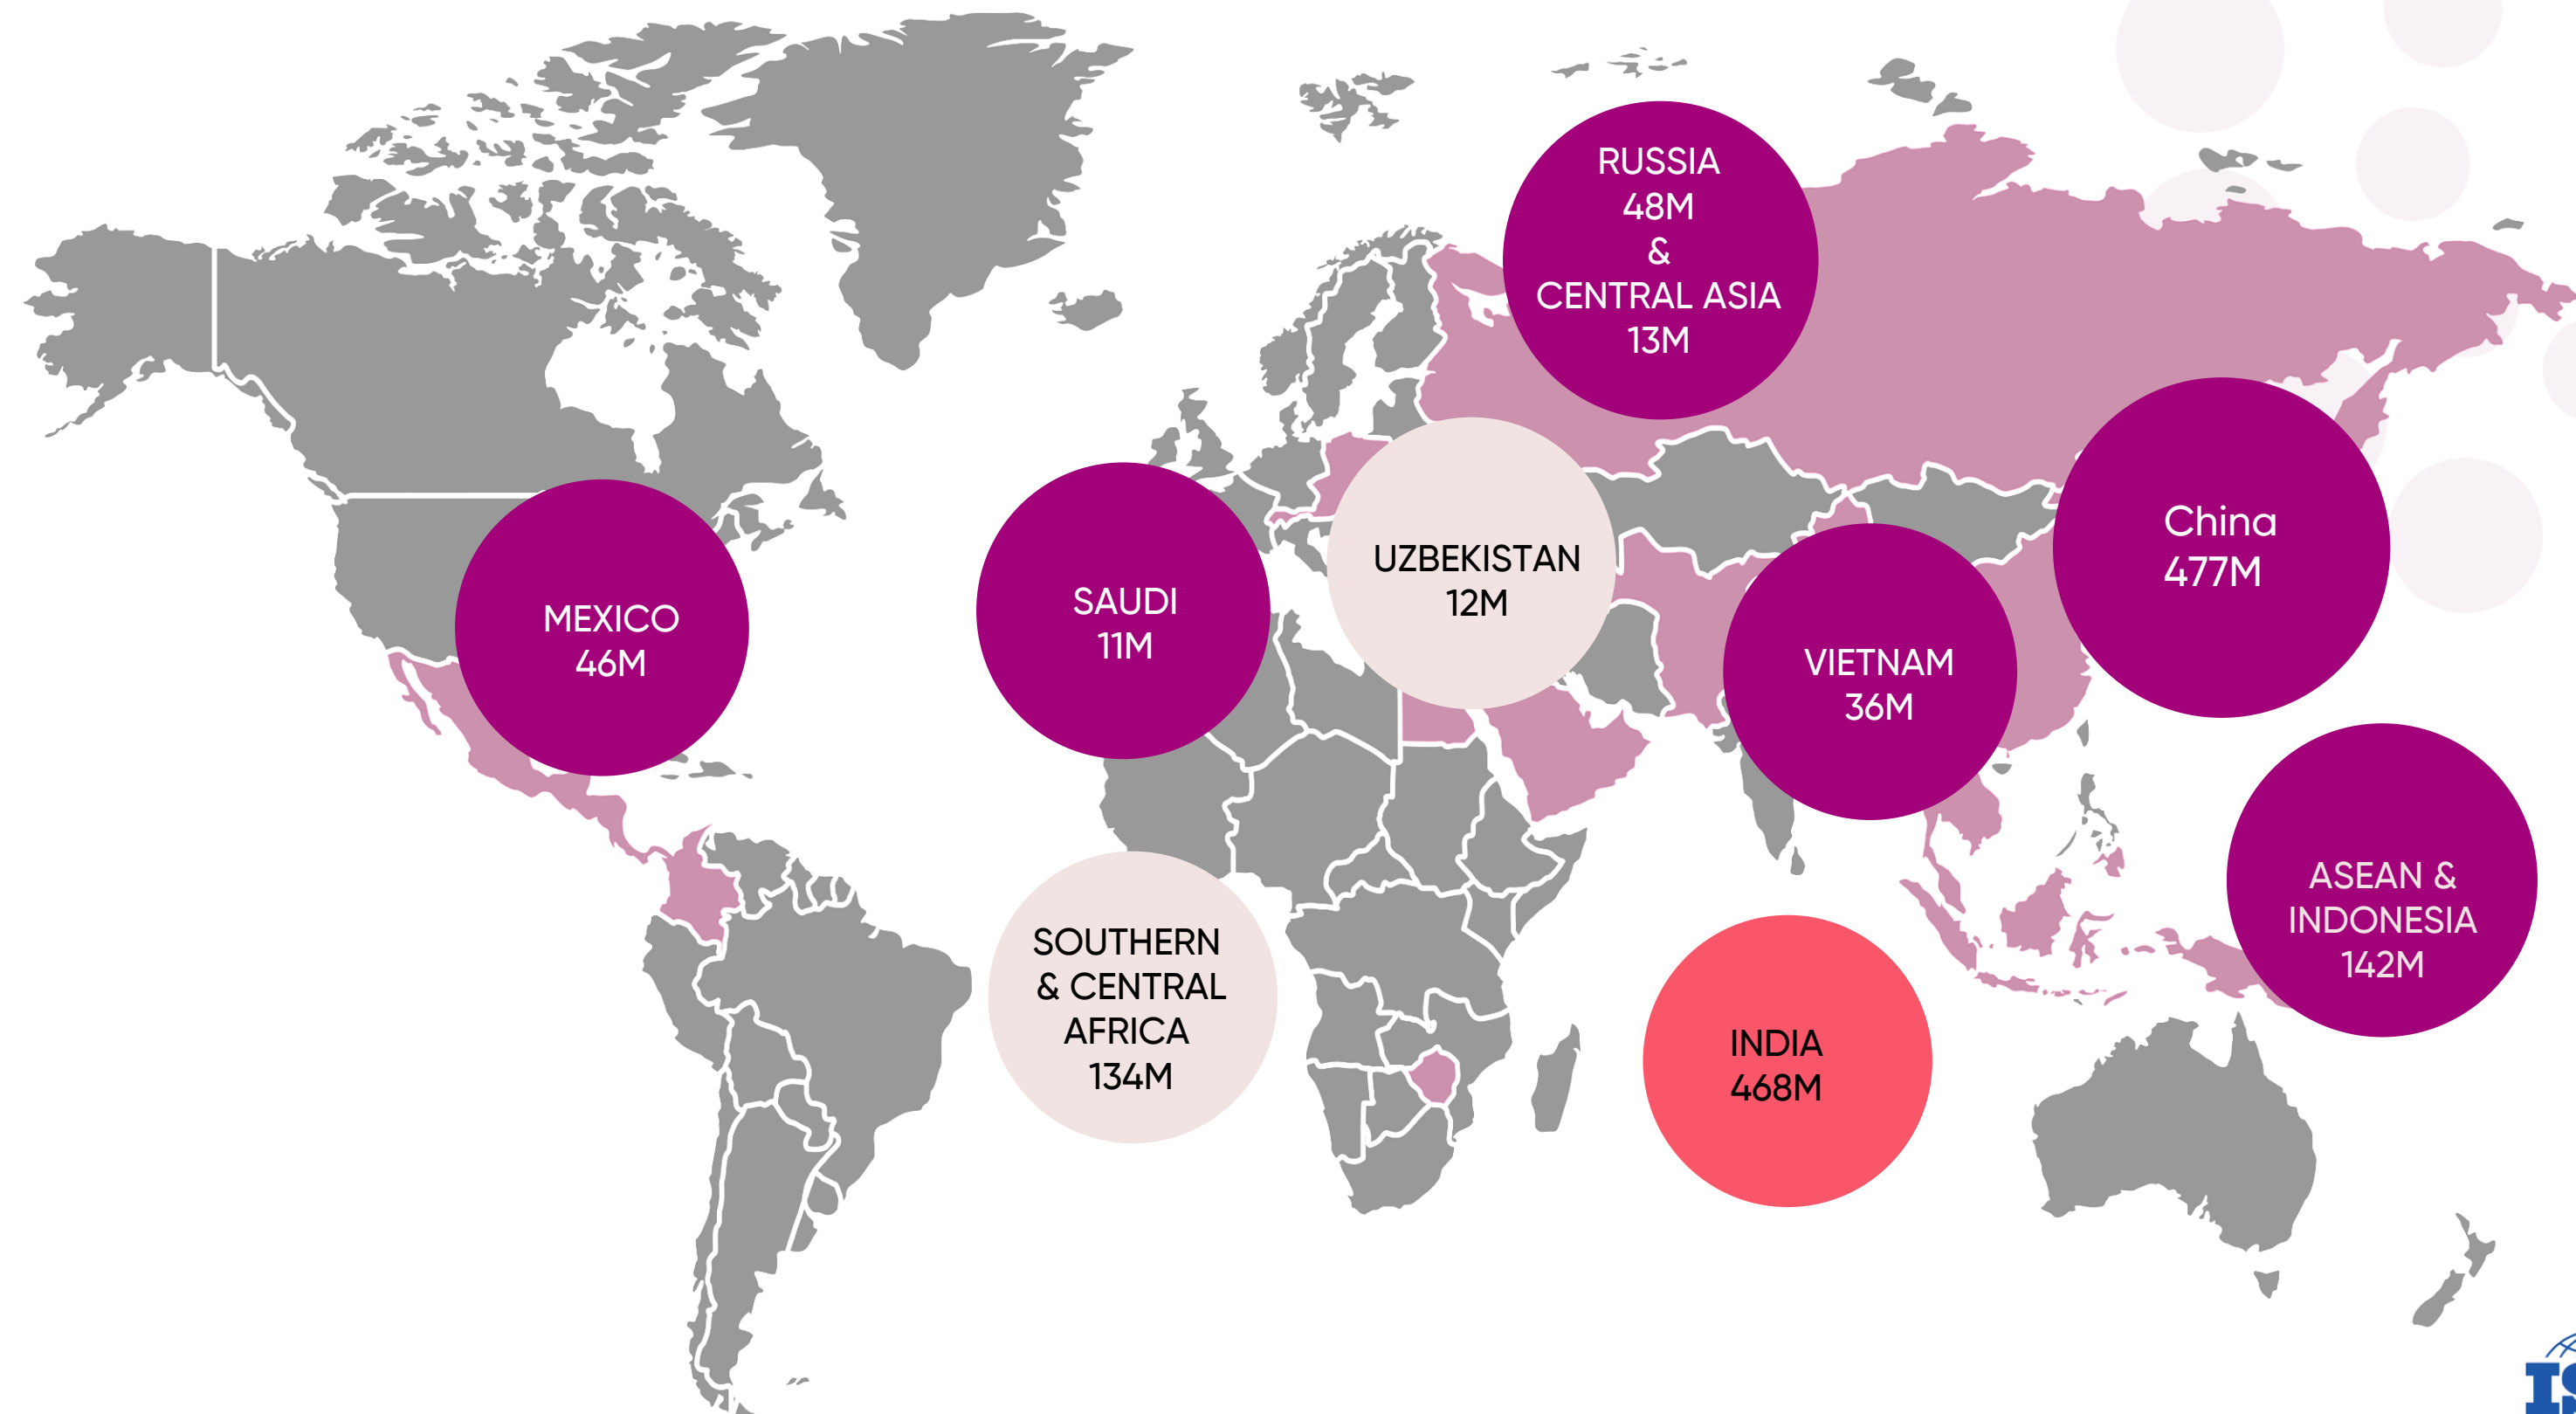 RUSSIA
48M
&
CENTRAL ASIA
13M
China
477M
UZBEKISTAN
12M
SAUDI
11M
MEXICO
46M
VIETNAM
36M
ASEAN &
INDONESIA
142M
SOUTHERN
& CENTRAL
AFRICA
134M
INDIA
468M